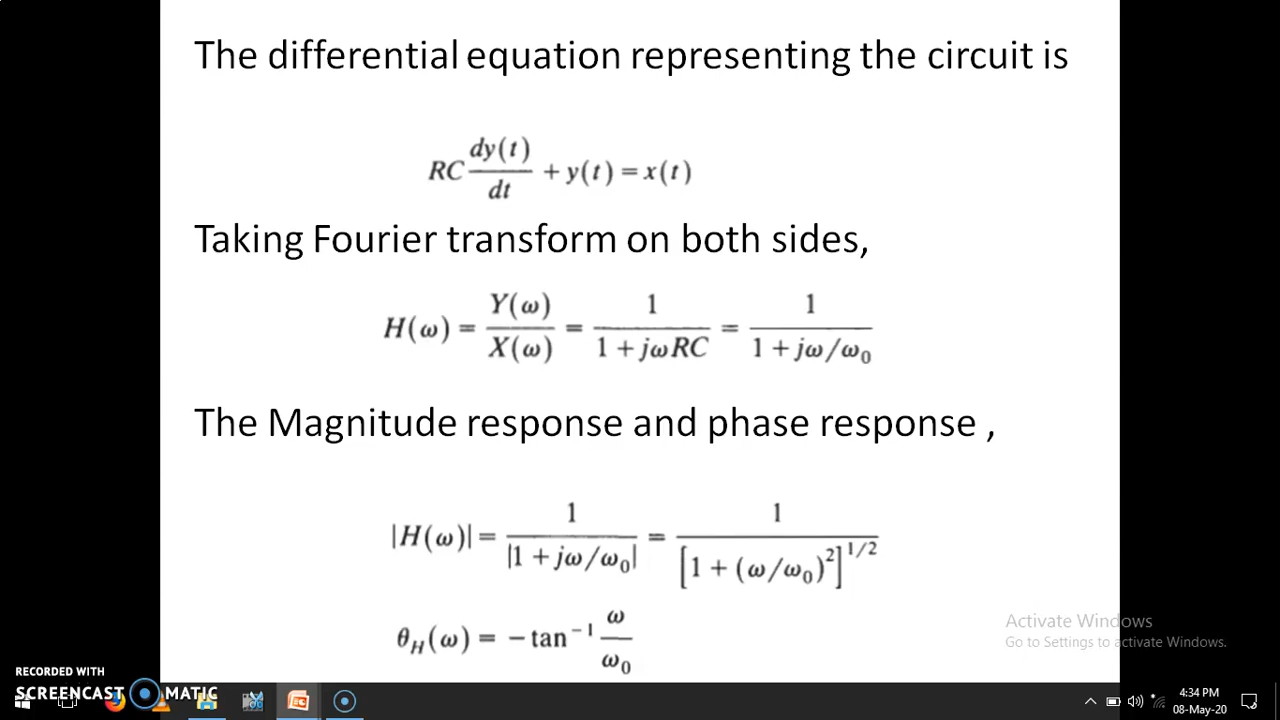 The differential equation representing the circuit is
RC dy(t)/dt + y(t) = x(t)
Taking Fourier transform on both sides,
H(ω) = Y(ω)/X(ω) = 1/(1 + jωRC) = 1/(1 + jω/ω₀)
The Magnitude response and phase response ,
|H(ω)| = 1/|1 + jω/ω₀| = 1/[1 + (ω/ω₀)²]^1/2
θ_H(ω) = − tan⁻¹ ω/ω₀
Activate Windows
Go to Settings to activate Windows.
RECORDED WITH
SCREENCAST MATIC
4:34 PM
08-May-20